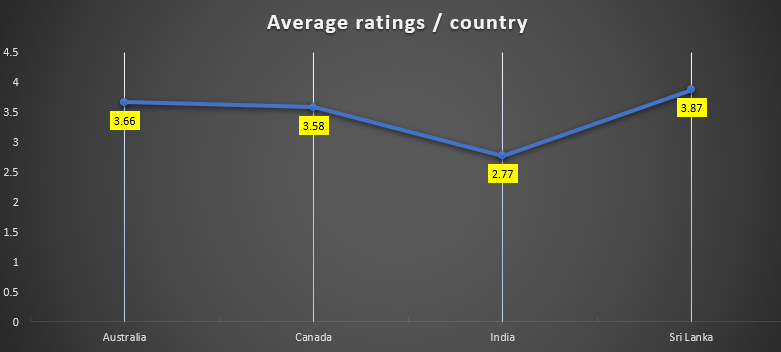 Average ratings / country
4.5
4
3.5
3
2.5
2
1.5
1
0.5
0
3.66
3.58
2.77
3.87
Australia
Canada
India
Sri Lanka